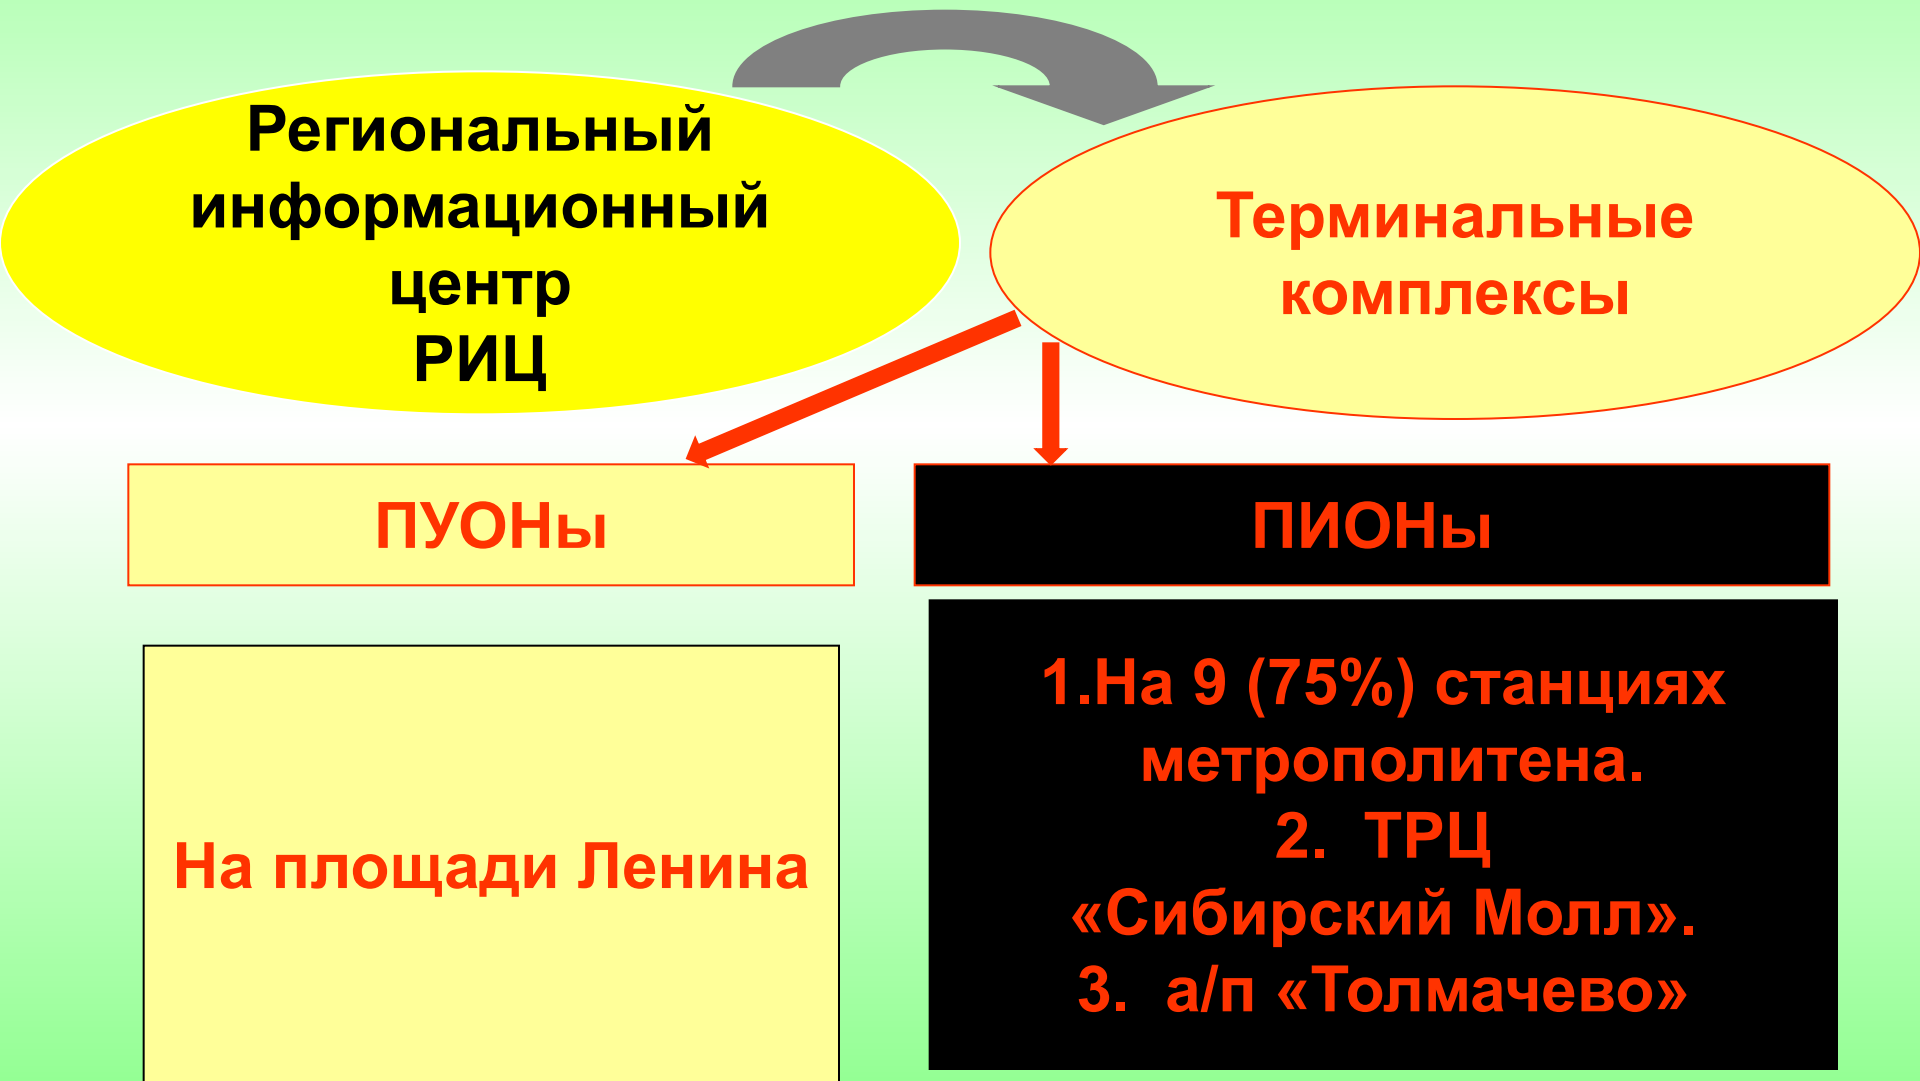 Региональный
информационный
центр
РИЦ
Терминальные
комплексы
ПУОНы
ПИОНы
На площади Ленина
1.На 9 (75%) станциях
метрополитена.
2. ТРЦ
«Сибирский Молл».
3. а/п «Толмачево»